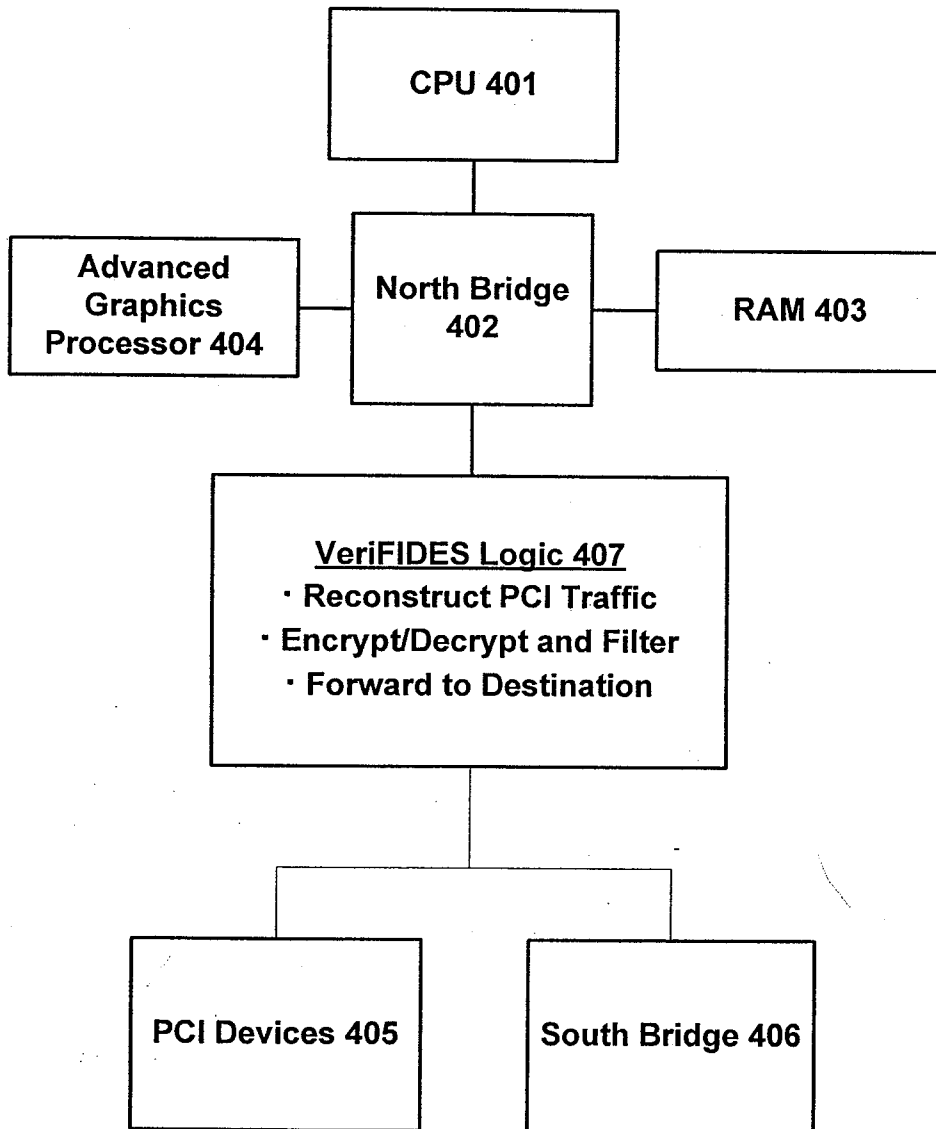 CPU 401
Advanced
Graphics
Processor 404
North Bridge
402
RAM 403
VeriFIDES Logic 407
· Reconstruct PCI Traffic
· Encrypt/Decrypt and Filter
· Forward to Destination
PCI Devices 405
South Bridge 406